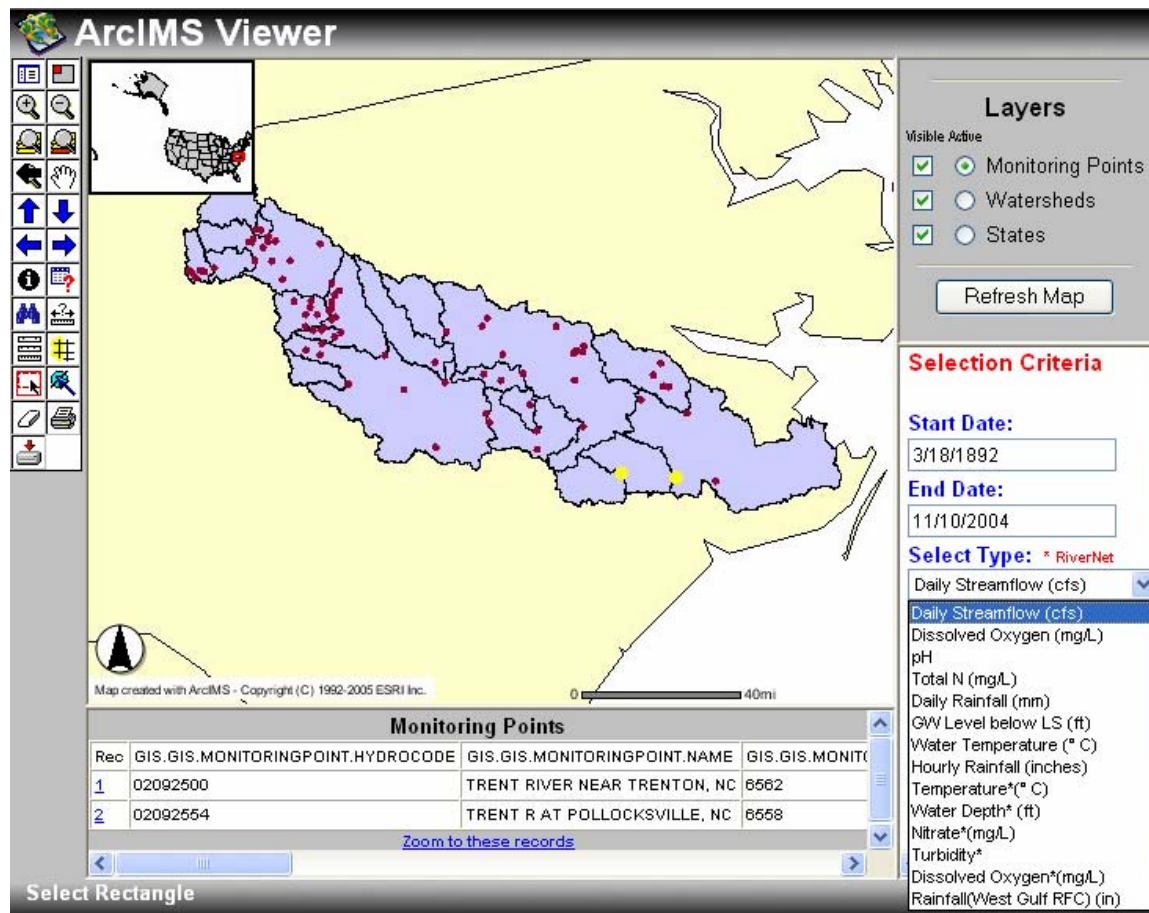 ArcIMS Viewer
Layers
Visible Active
Monitoring Points
Watersheds
States
Refresh Map
Selection Criteria
Start Date:
3/18/1892
End Date:
11/10/2004
Select Type: * RiverNet
Daily Streamflow (cfs)
Daily Streamflow (cfs)
Dissolved Oxygen (mg/L)
pH
Total N (mg/L)
Daily Rainfall (mm)
GW Level below LS (ft)
Water Temperature (° C)
Hourly Rainfall (inches)
Temperature*(° C)
Water Depth* (ft)
Nitrate*(mg/L)
Turbidity*
Dissolved Oxygen*(mg/L)
Rainfall(West Gulf RFC) (in)
Map created with ArcIMS - Copyright (C) 1992-2005 ESRI Inc.
0 40mi
Monitoring Points
Rec GIS.GIS.MONITORINGPOINT.HYDROCODE GIS.GIS.MONITORINGPOINT.NAME GIS.GIS.MONIT(
1 02092500 TRENT RIVER NEAR TRENTON, NC 6562
2 02092554 TRENT R AT POLLOCKSVILLE, NC 6558
Zoom to these records
Select Rectangle